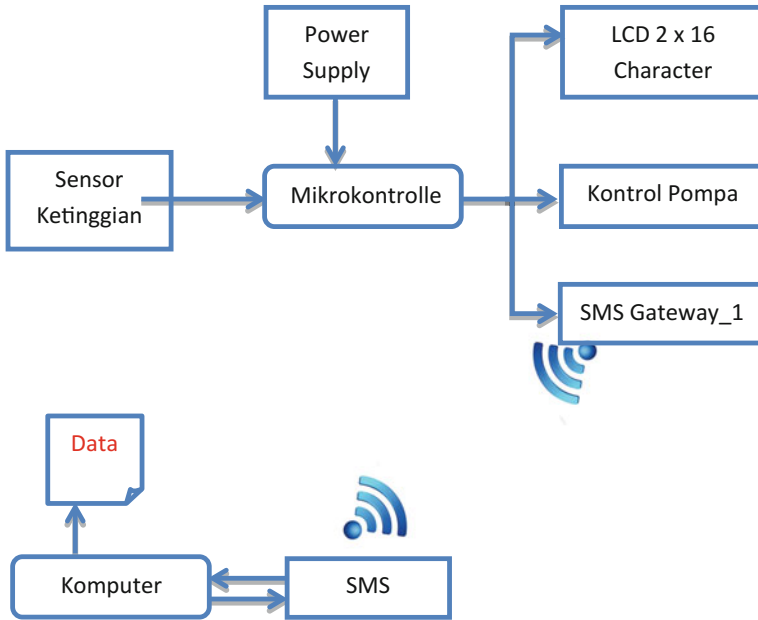 Power
Supply
LCD 2 x 16
Character
Sensor
Ketinggian
Mikrokontrolle
Kontrol Pompa
SMS Gateway_1
Data
Komputer
SMS